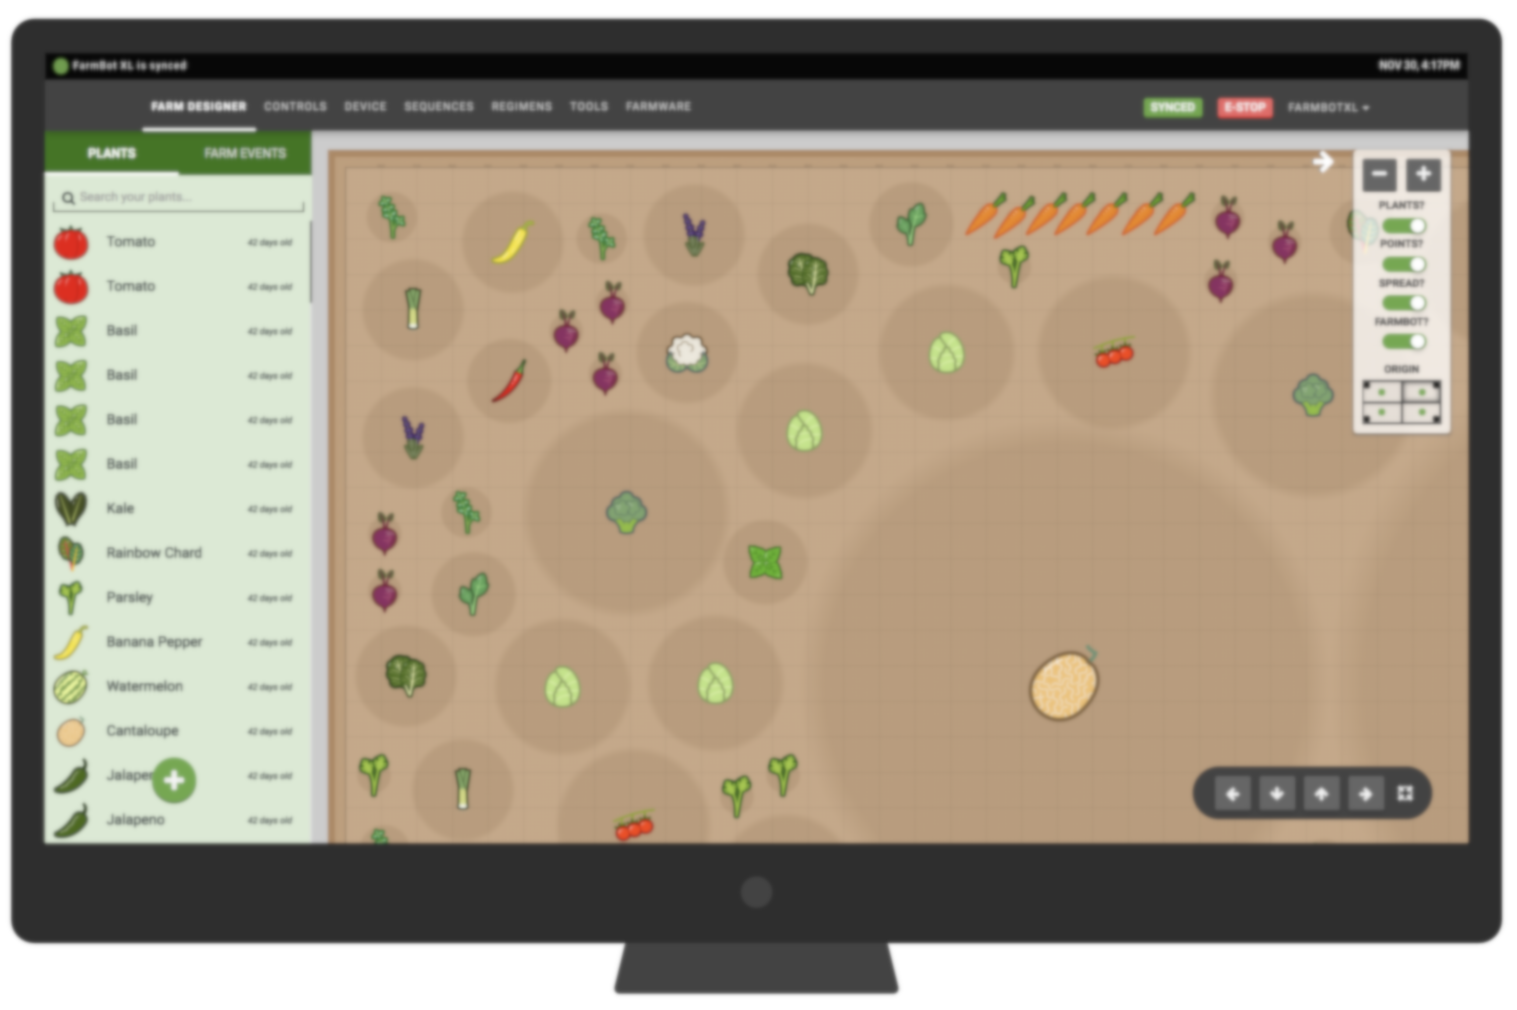 FarmBot XL is synced
NOV 30, 4:17PM
FARM DESIGNER CONTROLS DEVICE SEQUENCES REGIMENS TOOLS FARMWARE
SYNCED E-STOP FARMBOTXL
PLANTS FARM EVENTS
Search your plants...
Tomato 42 days old
Tomato 42 days old
Basil 42 days old
Basil 42 days old
Basil 42 days old
Basil 42 days old
Kale 42 days old
Rainbow Chard 42 days old
Parsley 42 days old
Banana Pepper 42 days old
Watermelon 42 days old
Cantaloupe 42 days old
Jalape 42 days old
Jalapeno 42 days old
PLANTS?
POINTS?
SPREAD?
FARMBOT?
ORIGIN